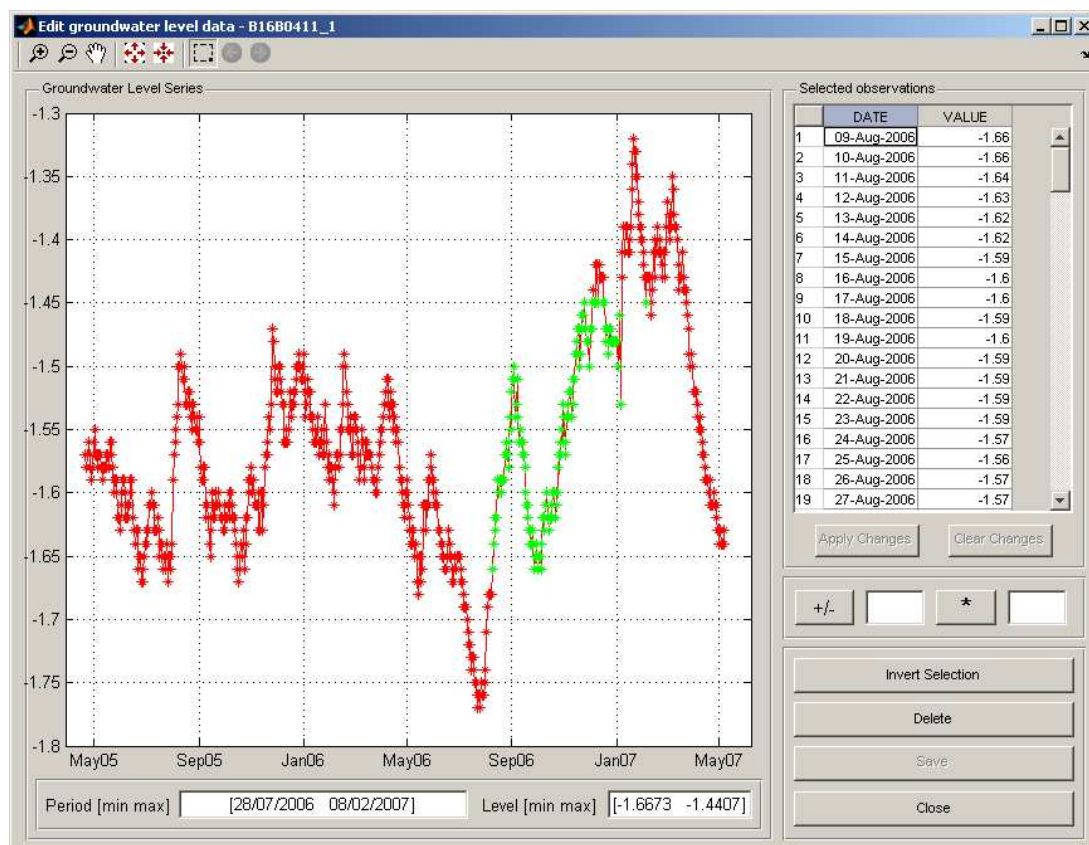 Edit groundwater level data - B16B0411_1
Groundwater Level Series
-1.3
-1.35
-1.4
-1.45
-1.5
-1.55
-1.6
-1.65
-1.7
-1.75
-1.8
May05 Sep05 Jan06 May06 Sep06 Jan07 May07
Period [min max] [28/07/2006 08/02/2007] Level [min max] [-1.6673 -1.4407]
Selected observations
DATE VALUE
1 09-Aug-2006 -1.66
2 10-Aug-2006 -1.66
3 11-Aug-2006 -1.64
4 12-Aug-2006 -1.63
5 13-Aug-2006 -1.62
6 14-Aug-2006 -1.62
7 15-Aug-2006 -1.59
8 16-Aug-2006 -1.6
9 17-Aug-2006 -1.6
10 18-Aug-2006 -1.59
11 19-Aug-2006 -1.6
12 20-Aug-2006 -1.59
13 21-Aug-2006 -1.59
14 22-Aug-2006 -1.59
15 23-Aug-2006 -1.59
16 24-Aug-2006 -1.57
17 25-Aug-2006 -1.56
18 26-Aug-2006 -1.57
19 27-Aug-2006 -1.57
Apply Changes Clear Changes
+/- *
Invert Selection
Delete
Save
Close